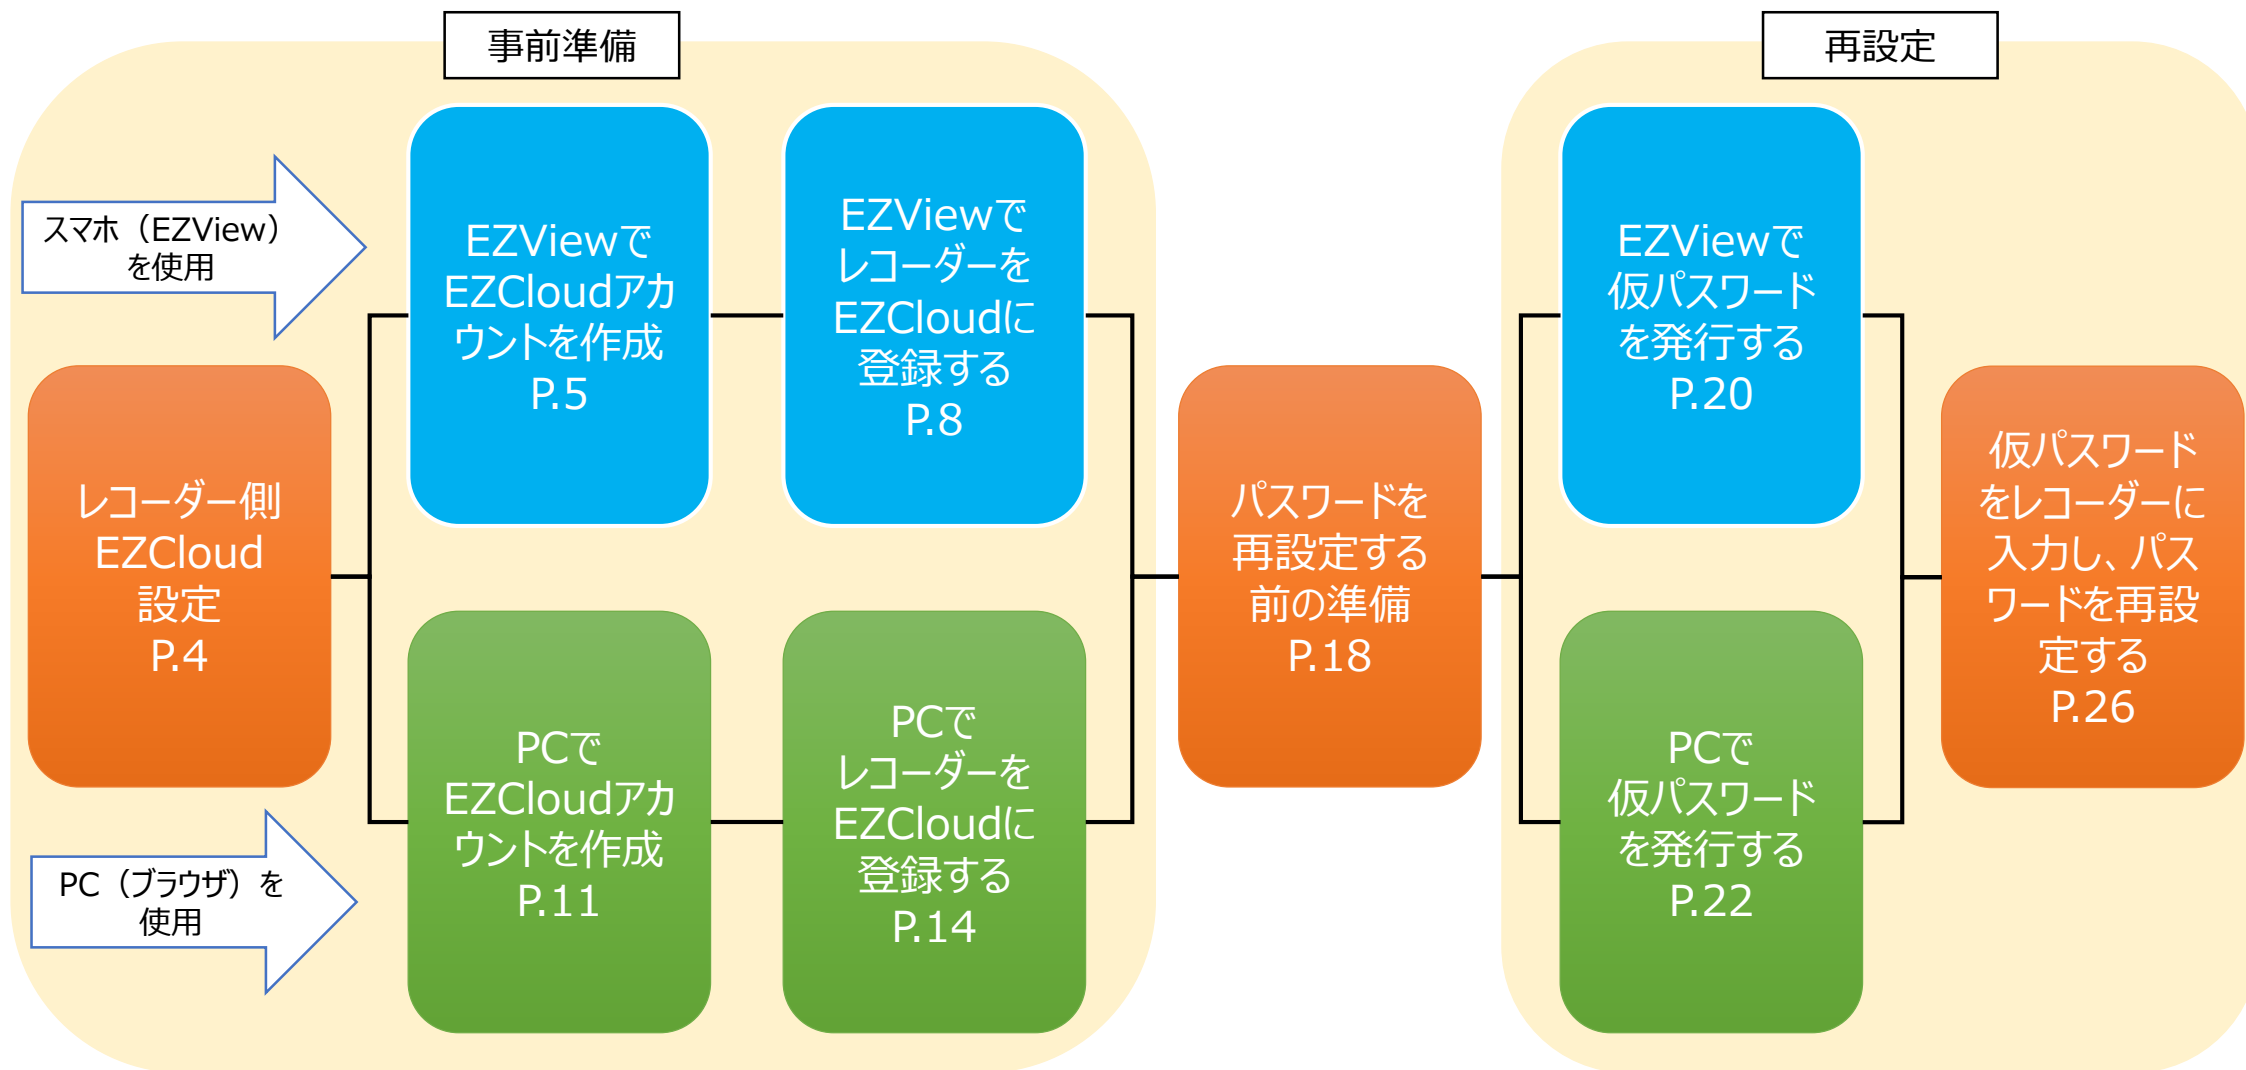 事前準備
再設定
スマホ（EZView）
を使用
レコーダー側
EZCloud
設定
P.4
PC（ブラウザ）を
使用
EZViewで
EZCloudアカ
ウントを作成
P.5
EZViewで
レコーダーを
EZCloudに
登録する
P.8
PCで
EZCloudアカ
ウントを作成
P.11
PCで
レコーダーを
EZCloudに
登録する
P.14
パスワードを
再設定する
前の準備
P.18
EZViewで
仮パスワード
を発行する
P.20
PCで
仮パスワード
を発行する
P.22
仮パスワード
をレコーダーに
入力し、パス
ワードを再設
定する
P.26